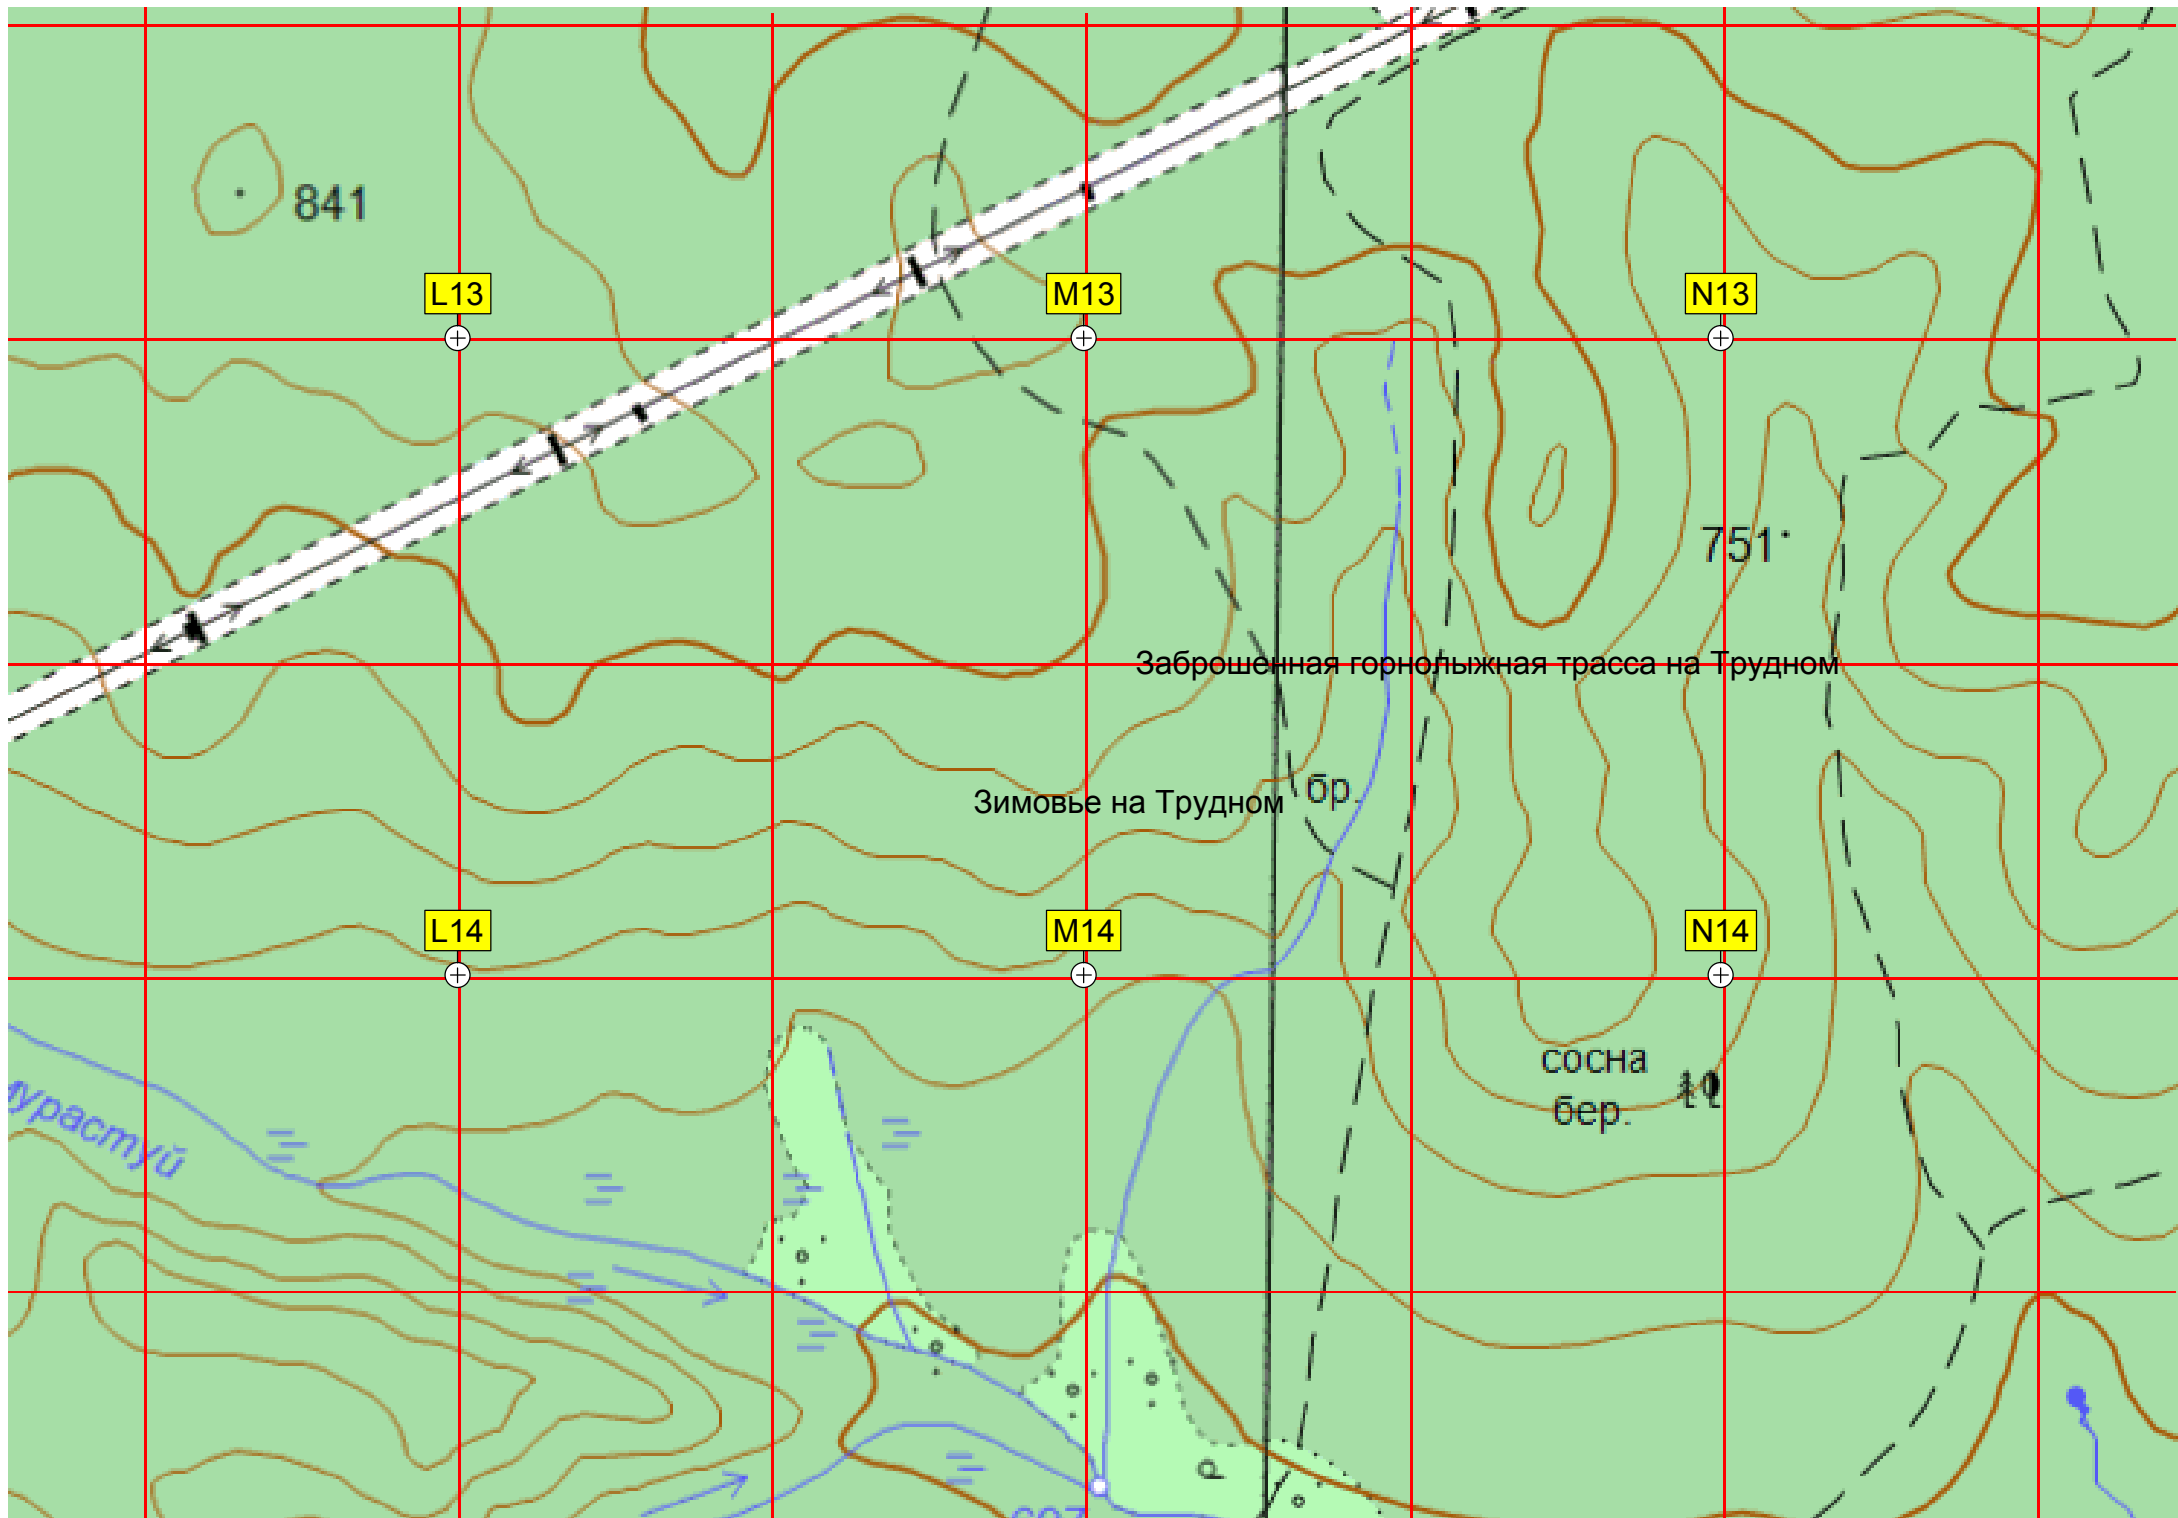 841
L13
M13
N13
751
Заброшенная горнолыжная трасса на Трудном
бр.
Зимовье на Трудном
L14
M14
N14
сосна
бер.
мурастуй